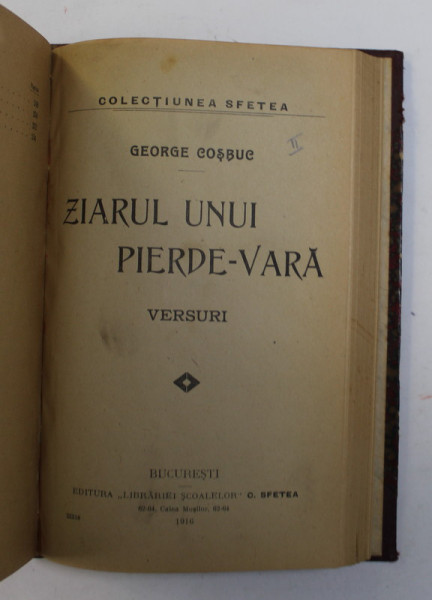 COLECȚIUNEA SFETEA
GEORGE COȘBUC
II
ZIARUL UNUI
PIERDE-VARĂ
VERSURI
BUCUREȘTI
EDITURA „LIBRĂRIEI ȘCOALELOR" C. SFETEA
62-64, Calea Moșilor, 62-64
1916